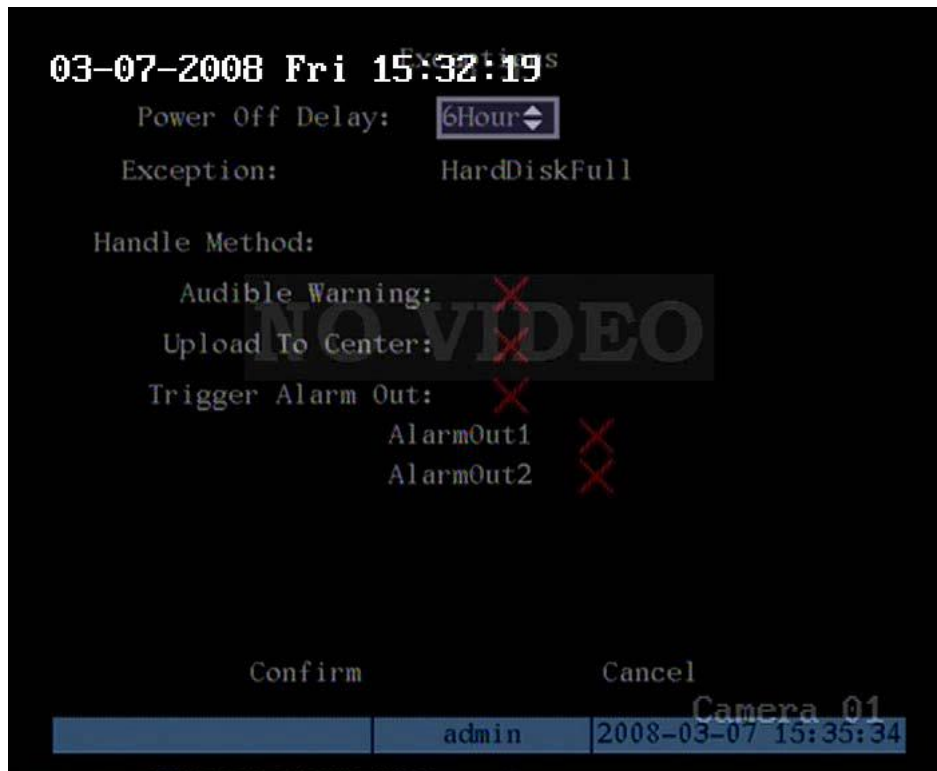 Exceptions
03-07-2008 Fri 15:32:19
Power Off Delay: 6Hour
Exception: HardDiskFull
Handle Method:
Audible Warning:
NO VIDEO
Upload To Center:
Trigger Alarm Out:
AlarmOut1
AlarmOut2
Confirm Cancel
Camera 01
admin 2008-03-07 15:35:34